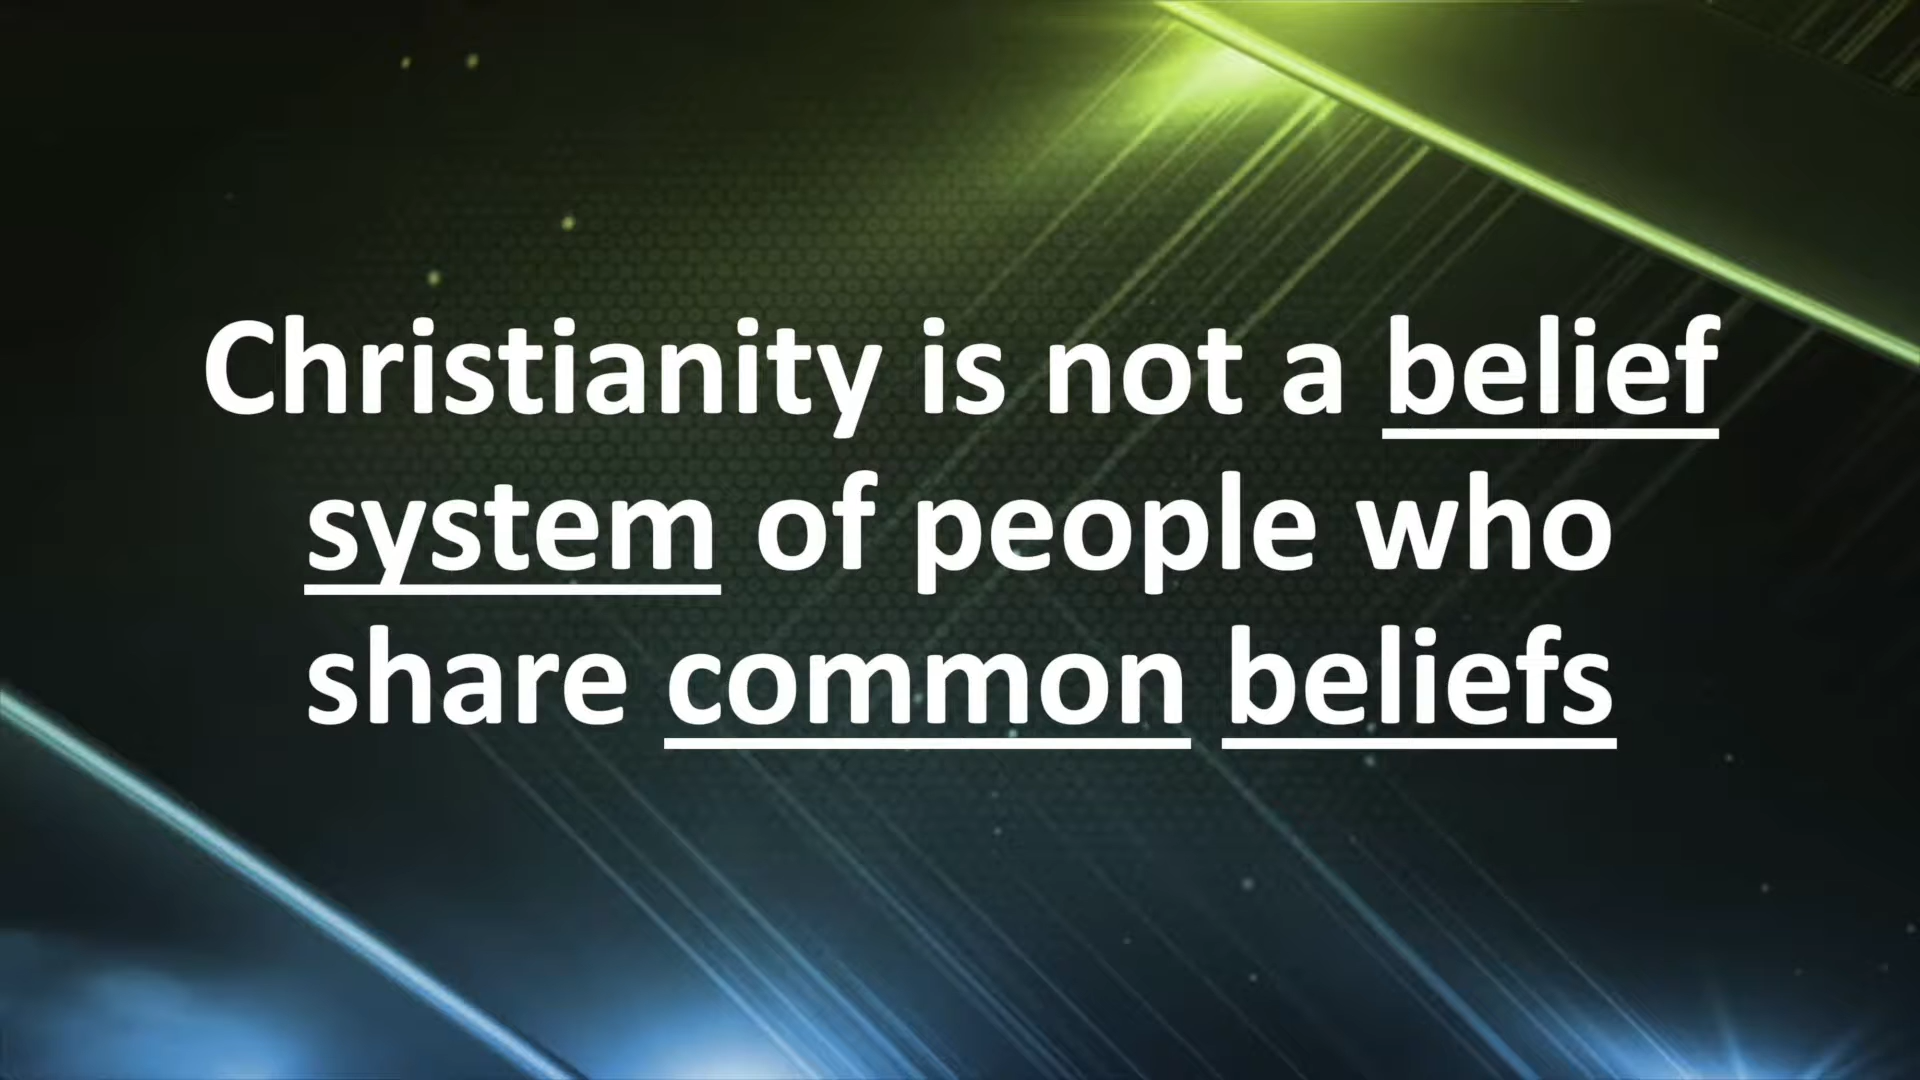 Christianity is not a belief
system of people who
share common beliefs